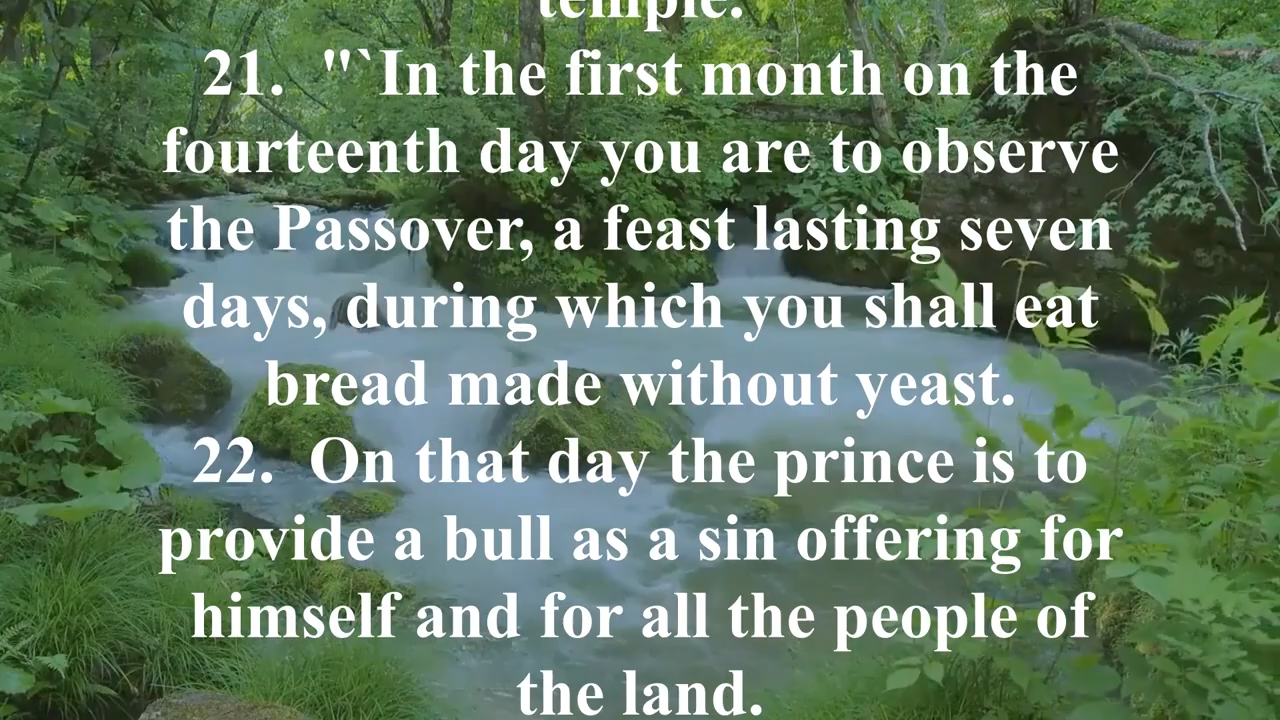 temple.
21.  "`In the first month on the
fourteenth day you are to observe
the Passover, a feast lasting seven
days, during which you shall eat
bread made without yeast.
22.  On that day the prince is to
provide a bull as a sin offering for
himself and for all the people of
the land.